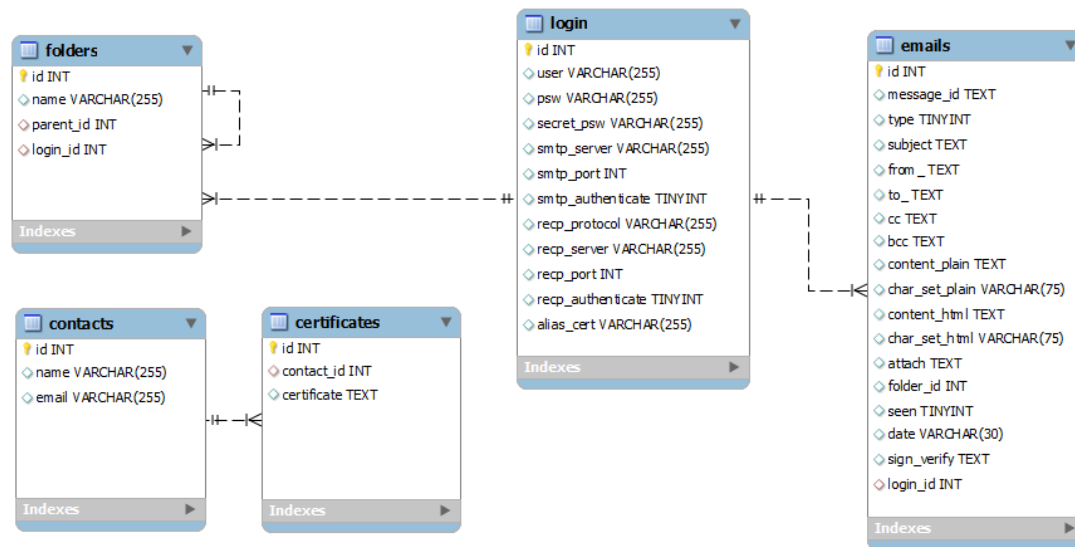 folders
id INT
name VARCHAR(255)
parent_id INT
login_id INT
Indexes
login
id INT
user VARCHAR(255)
psw VARCHAR(255)
secret_psw VARCHAR(255)
smtp_server VARCHAR(255)
smtp_port INT
smtp_authenticate TINYINT
recp_protocol VARCHAR(255)
recp_server VARCHAR(255)
recp_port INT
recp_authenticate TINYINT
alias_cert VARCHAR(255)
Indexes
emails
id INT
message_id TEXT
type TINYINT
subject TEXT
from_ TEXT
to_ TEXT
cc TEXT
bcc TEXT
content_plain TEXT
char_set_plain VARCHAR(75)
content_html TEXT
char_set_html VARCHAR(75)
attach TEXT
folder_id INT
seen TINYINT
date VARCHAR(30)
sign_verify TEXT
login_id INT
Indexes
contacts
id INT
name VARCHAR(255)
email VARCHAR(255)
Indexes
certificates
id INT
contact_id INT
certificate TEXT
Indexes